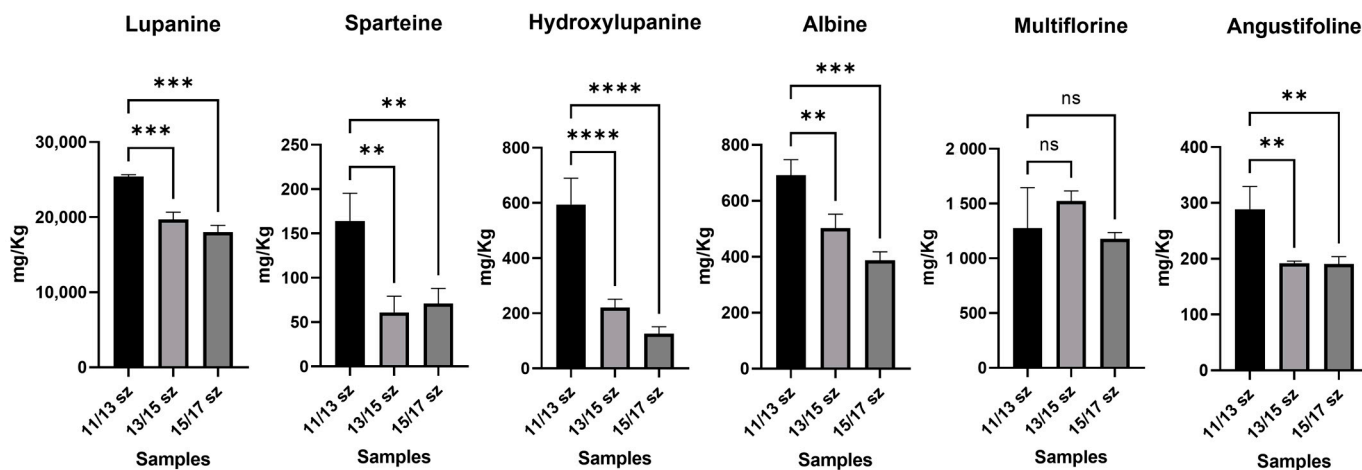 Lupanine
***
***
30,000
20,000
10,000
0
mg/Kg
11/13 sz
13/15 sz
15/17 sz
Samples
Sparteine
**
**
250
200
150
100
50
0
mg/Kg
11/13 sz
13/15 sz
15/17 sz
Samples
Hydroxylupanine
****
****
800
600
400
200
0
mg/Kg
11/13 sz
13/15 sz
15/17 sz
Samples
Albine
***
**
800
600
400
200
0
mg/Kg
11/13 sz
13/15 sz
15/17 sz
Samples
Multiflorine
ns
ns
2 000
1 500
1 000
500
0
mg/Kg
11/13 sz
13/15 sz
15/17 sz
Samples
Angustifoline
**
**
400
300
200
100
0
mg/Kg
11/13 sz
13/15 sz
15/17 sz
Samples